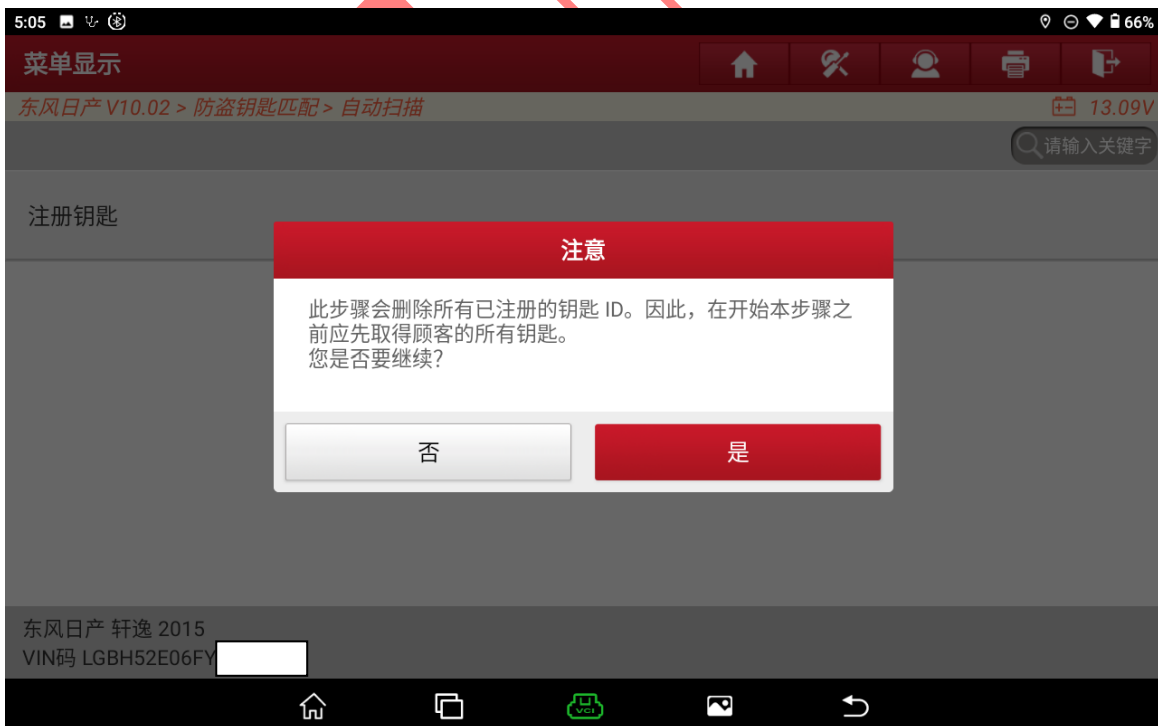 5:05
66%
菜单显示
东风日产 V10.02 > 防盗钥匙匹配 > 自动扫描
13.09V
请输入关键字
注册钥匙
注意
此步骤会删除所有已注册的钥匙 ID。因此，在开始本步骤之
前应先取得顾客的所有钥匙。
您是否要继续?
否
是
东风日产 轩逸 2015
VIN码 LGBH52E06FY
VCI